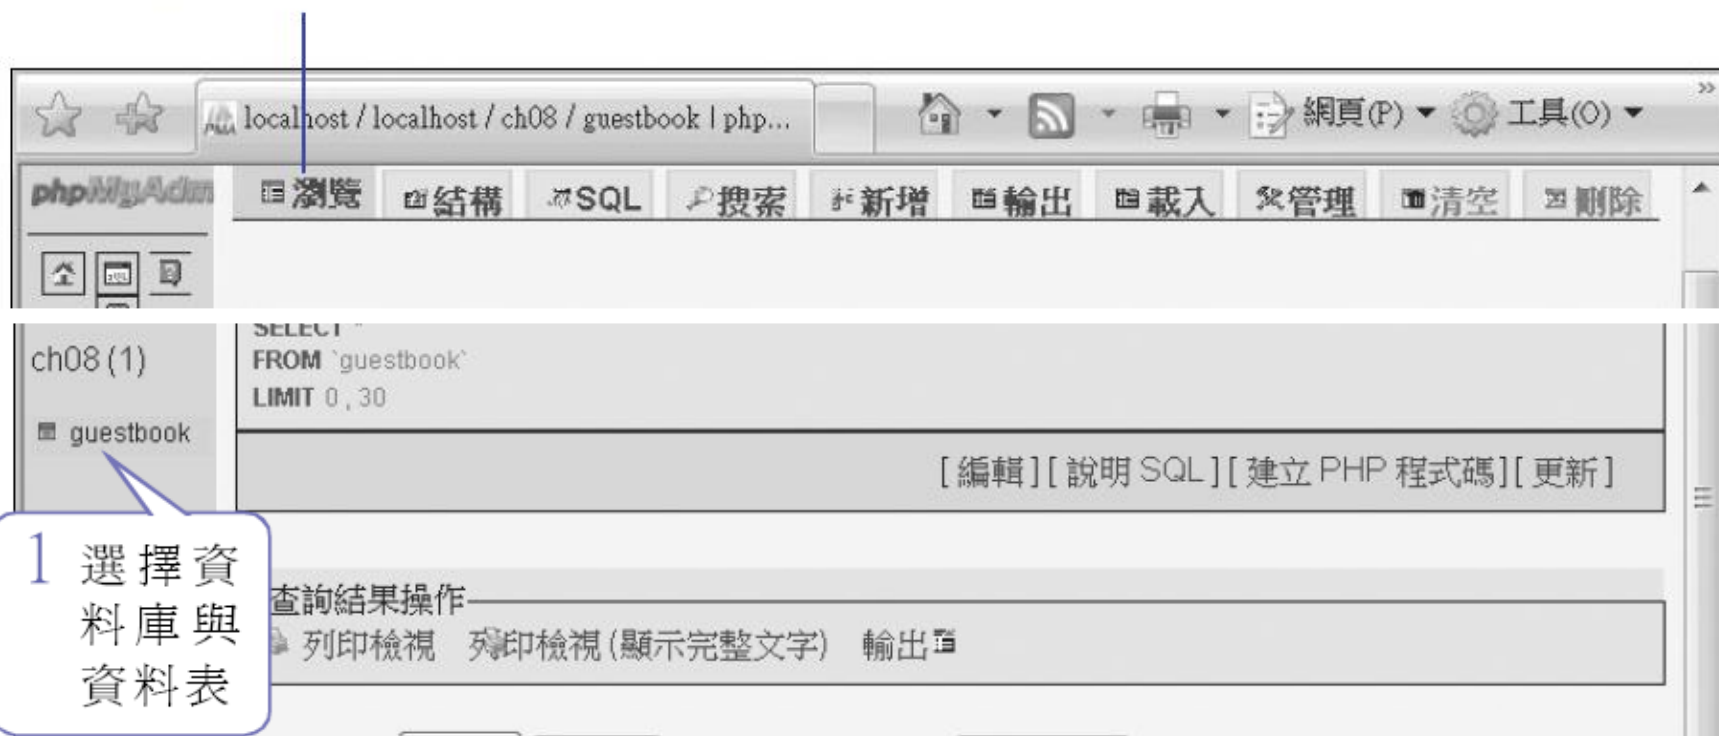 localhost / localhost / ch08 / guestbook | php...
網頁(P)
工具(O)
phpMyAdm
瀏覽 結構 SQL 搜索 新增 輸出 載入 管理 清空 刪除
ch08 (1)
guestbook
SELECT *
FROM `guestbook`
LIMIT 0 , 30
[ 編輯 ] [ 說明 SQL ] [ 建立 PHP 程式碼 ] [ 更新 ]
1 選擇資
料庫與
資料表
查詢結果操作
列印檢視 列印檢視 (顯示完整文字) 輸出